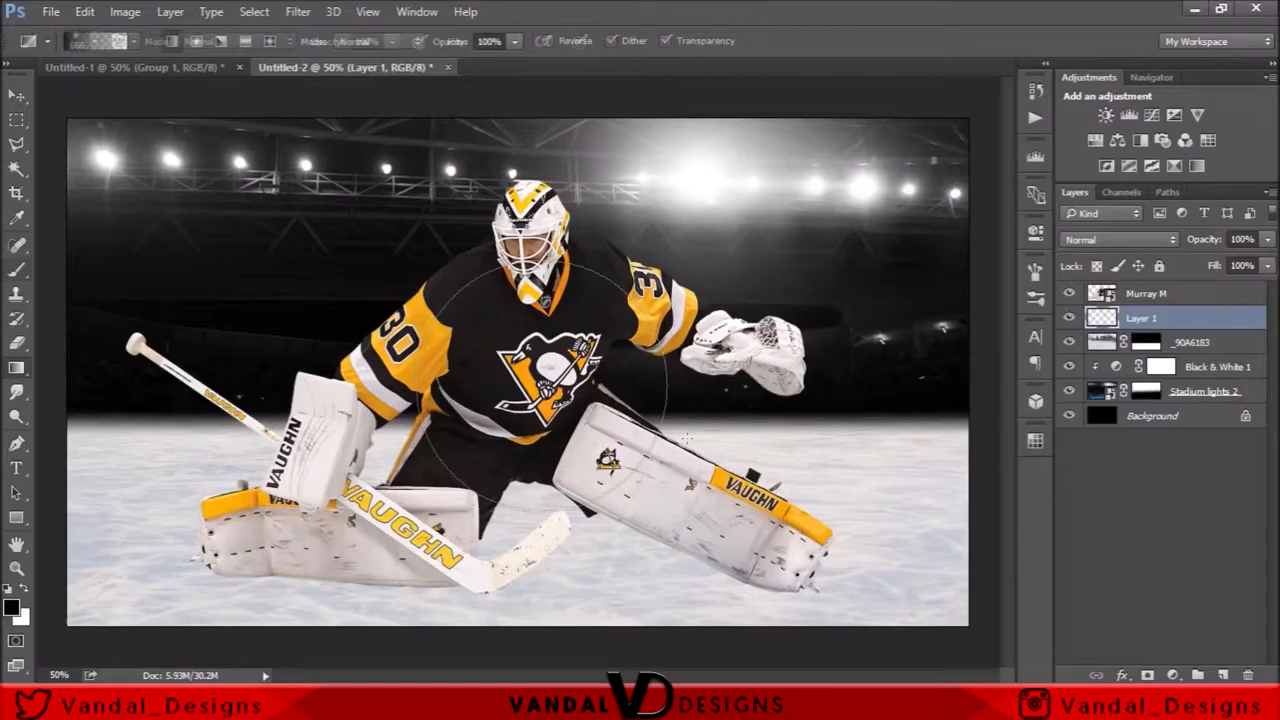 Ps File Edit Image Layer Type Select Filter 3D View Window Help
Opacity: 100% Reverse Dither Transparency
My Workspace
Untitled-1 @ 50% (Group 1, RGB/8) * × Untitled-2 @ 50% (Layer 1, RGB/8) * ×
Adjustments Navigator
Add an adjustment
Layers Channels Paths
Kind
Normal Opacity: 100%
Lock: Fill: 100%
Murray M
Layer 1
_90A6183
Black & White 1
Stadium lights 2
Background
30
VAUGHN
VAUGHN
VAUGHN
VAUGHN
50% Doc: 5.93M/30.2M
Vandal_Designs
VANDAL VD DESIGNS
Vandal_Designs